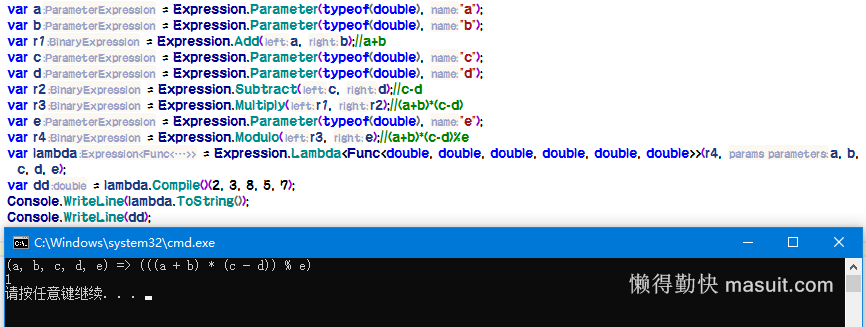 var a:ParameterExpression = Expression.Parameter(typeof(double), name:"a");
var b:ParameterExpression = Expression.Parameter(typeof(double), name:"b");
var r1:BinaryExpression = Expression.Add(left:a, right:b);//a+b
var c:ParameterExpression = Expression.Parameter(typeof(double), name:"c");
var d:ParameterExpression = Expression.Parameter(typeof(double), name:"d");
var r2:BinaryExpression = Expression.Subtract(left:c, right:d);//c-d
var r3:BinaryExpression = Expression.Multiply(left:r1, right:r2);//(a+b)*(c-d)
var e:ParameterExpression = Expression.Parameter(typeof(double), name:"e");
var r4:BinaryExpression = Expression.Modulo(left:r3, right:e);//(a+b)*(c-d)%e
var lambda:Expression<Func<…>> = Expression.Lambda<Func<double, double, double, double, double, double>>(r4, params parameters:a, b,
c, d, e);
var dd:double = lambda.Compile()(2, 3, 8, 5, 7);
Console.WriteLine(lambda.ToString());
Console.WriteLine(dd);
C:\Windows\system32\cmd.exe
(a, b, c, d, e) => (((a + b) * (c - d)) % e)
1
请按任意键继续. . .
懒得勤快 masuit.com